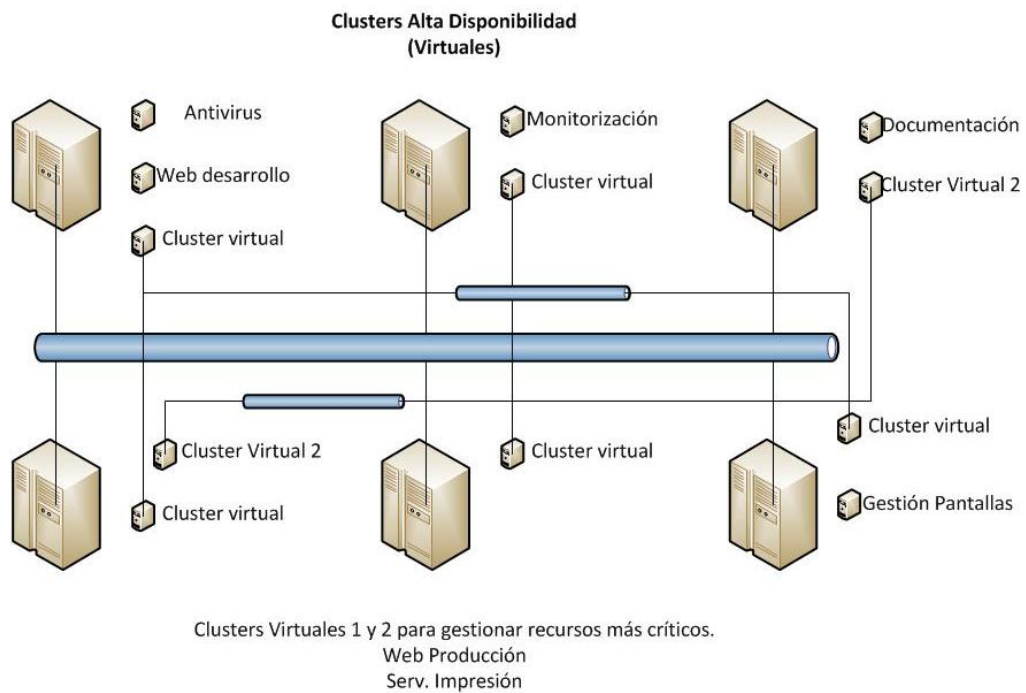 Clusters Alta Disponibilidad
(Virtuales)
Antivirus
Monitorización
Documentación
Web desarrollo
Cluster virtual
Cluster Virtual 2
Cluster virtual
Cluster virtual
Cluster Virtual 2
Cluster virtual
Cluster virtual
Gestión Pantallas
Clusters Virtuales 1 y 2 para gestionar recursos más críticos.
Web Producción
Serv. Impresión